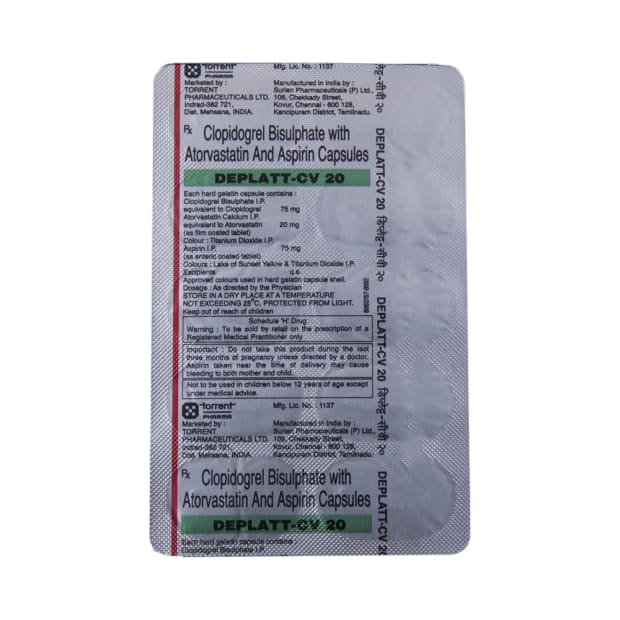 torrent
PHARMA
Mfg. Lic. No. : 1137
Marketed by :
TORRENT
PHARMACEUTICALS LTD.
Indrad-382 721,
Dist. Mehsana, INDIA.
Manufactured in India by :
Surien Pharmaceuticals (P) Ltd.,
108, Chekkady Street,
Kovur, Chennai - 600 128,
Kancipuram District, Tamilnadu.
Rx Clopidogrel Bisulphate with
Atorvastatin And Aspirin Capsules
DEPLATT-CV 20
Each hard gelatin capsule contains :
Clopidogrel Bisulphate I.P.
equivalent to Clopidogrel 75 mg
Atorvastatin Calcium I.P.
equivalent to Atorvastatin 20 mg
(as film coated tablet)
Colour : Titanium Dioxide I.P.
Aspirin I.P. 75 mg
(as enteric coated tablet)
Colours : Lake of Sunset Yellow & Titanium Dioxide I.P.
Excipients q.s.
Approved colours used in hard gelatin capsule shell.
Dosage : As directed by the Physician
STORE IN A DRY PLACE AT A TEMPERATURE
NOT EXCEEDING 25°C, PROTECTED FROM LIGHT.
Keep out of reach of children
Schedule 'H' Drug
Warning : To be sold by retail on the prescription of a
Registered Medical Practitioner only
Important : Do not take this product during the last
three months of pregnancy unless directed by a doctor.
Aspirin taken near the time of delivery may cause
bleeding to both mother and child.
Not to be used in children below 12 years of age except
under medical advice.
torrent
PHARMA
Mfg. Lic. No. : 1137
Marketed by :
TORRENT
PHARMACEUTICALS LTD.
Indrad-382 721,
Dist. Mehsana, INDIA.
Manufactured in India by :
Surien Pharmaceuticals (P) Ltd.,
108, Chekkady Street,
Kovur, Chennai - 600 128,
Kancipuram District, Tamilnadu.
Rx Clopidogrel Bisulphate with
Atorvastatin And Aspirin Capsules
DEPLATT-CV 20
Each hard gelatin capsule contains :
Clopidogrel Bisulphate I.P.
सी वी २०
DEPLATT-CV 20
डिप्लेट-सी वी २०
DEPLATT-CV 20
डिप्लेट-सी वी २०
DEPLATT-CV 20